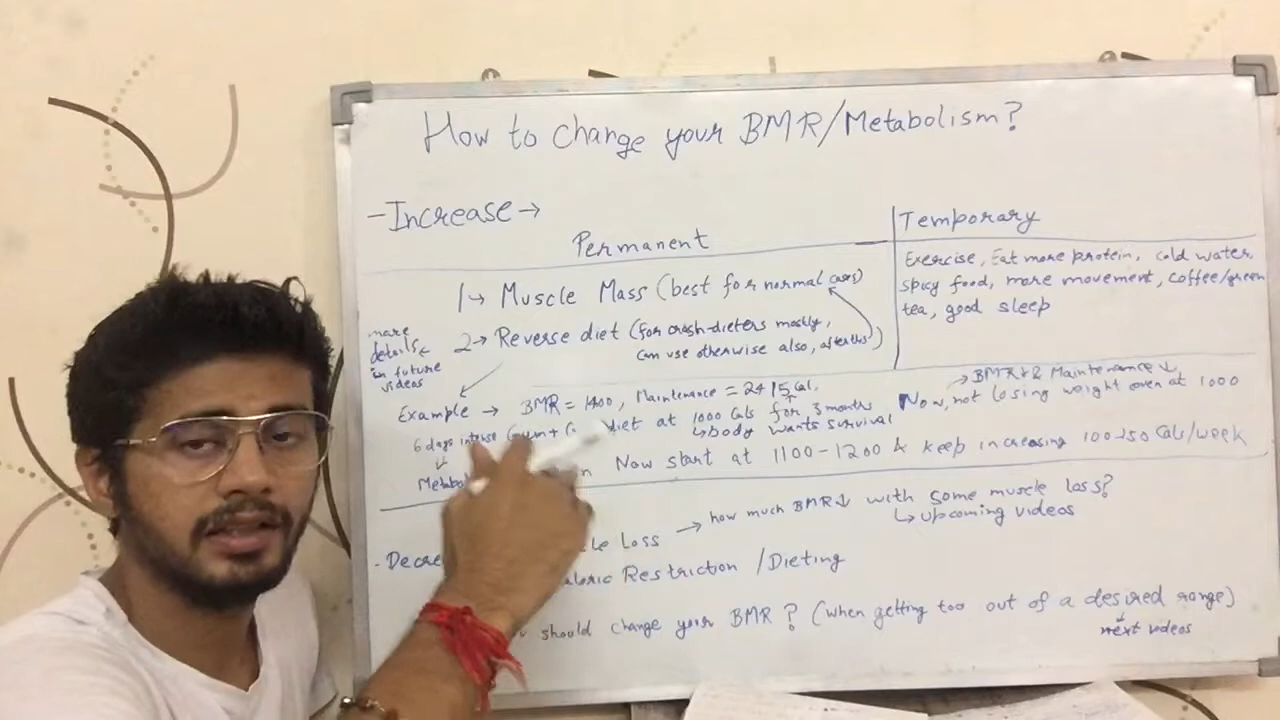 How to change your BMR/Metabolism?
-Increase→
Permanent
1→ Muscle Mass (best for normal cases)
2→ Reverse diet (for crash-dieters mostly,
can use otherwise also, after this)
more
details
in future
videos
Temporary
Exercise, Eat more protein, cold water,
spicy food, more movement, coffee/green
tea, good sleep
Example → BMR = 1400, Maintenance = 2415 Cal,
6 days intense Gym + diet at 1000 Cals for 3 months
↳body wants survival
→BMR↓ & Maintenance↓
Now, not losing weight even at 1000
Now start at 1100-1200 & keep increasing 100-150 Cals/week
Loss → how much BMR↓ with some muscle loss?
↳upcoming videos
Restriction /Dieting
should change your BMR? (when getting too out of a desired range)
next videos